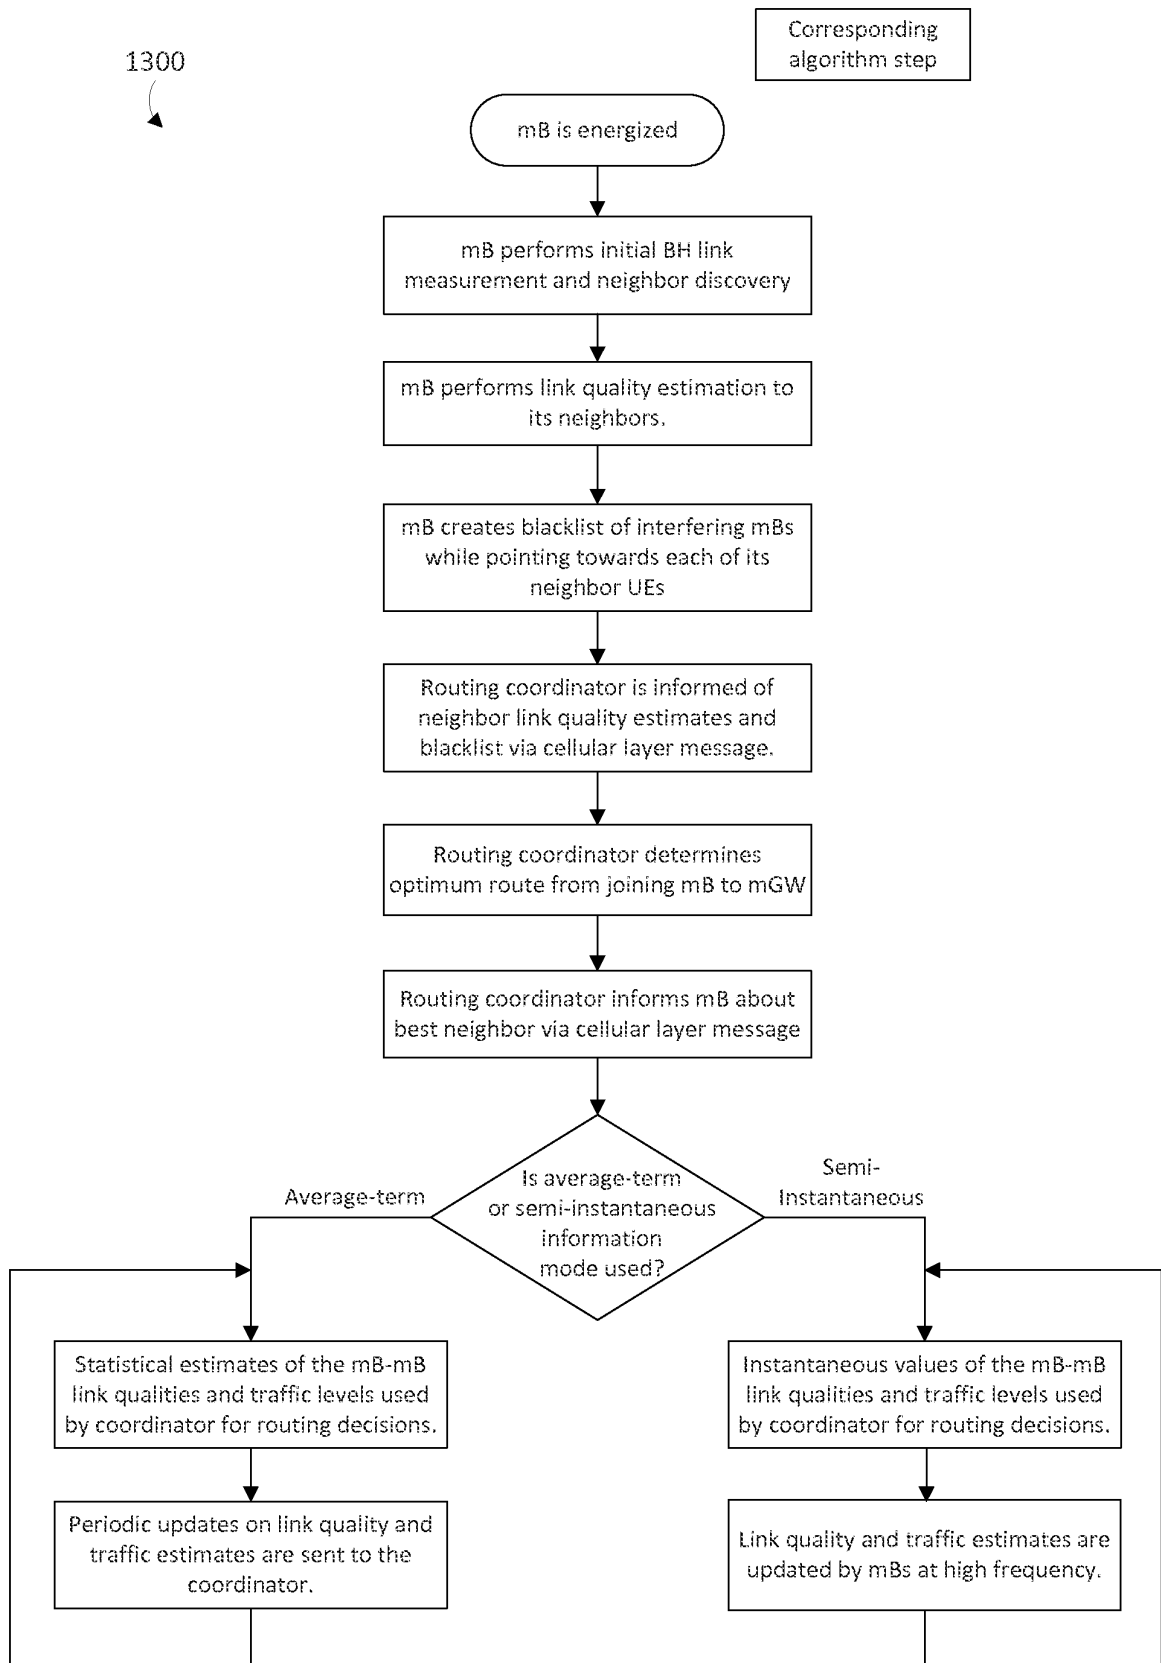 Corresponding
algorithm step
1300
mB is energized
mB performs initial BH link
measurement and neighbor discovery
mB performs link quality estimation to
its neighbors.
mB creates blacklist of interfering mBs
while pointing towards each of its
neighbor UEs
Routing coordinator is informed of
neighbor link quality estimates and
blacklist via cellular layer message.
Routing coordinator determines
optimum route from joining mB to mGW
Routing coordinator informs mB about
best neighbor via cellular layer message
Is average-term
or semi-instantaneous
information
mode used?
Average-term
Semi-
Instantaneous
Statistical estimates of the mB-mB
link qualities and traffic levels used
by coordinator for routing decisions.
Periodic updates on link quality and
traffic estimates are sent to the
coordinator.
Instantaneous values of the mB-mB
link qualities and traffic levels used
by coordinator for routing decisions.
Link quality and traffic estimates are
updated by mBs at high frequency.